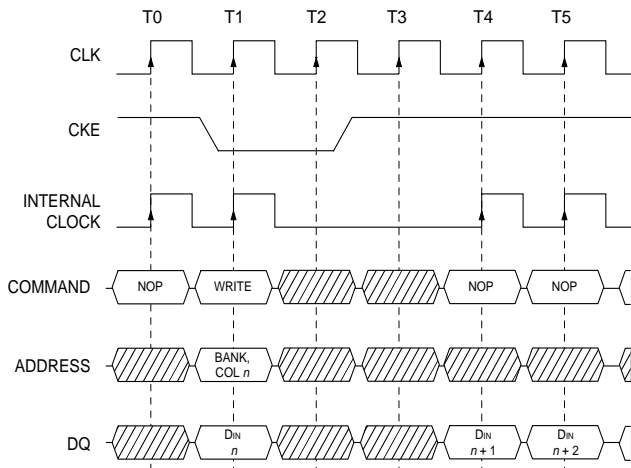 T0 T1 T2 T3 T4 T5
CLK
CKE
INTERNAL
CLOCK
COMMAND NOP WRITE NOP NOP
ADDRESS BANK,
COL n
DQ DIN DIN DIN
n n + 1 n + 2